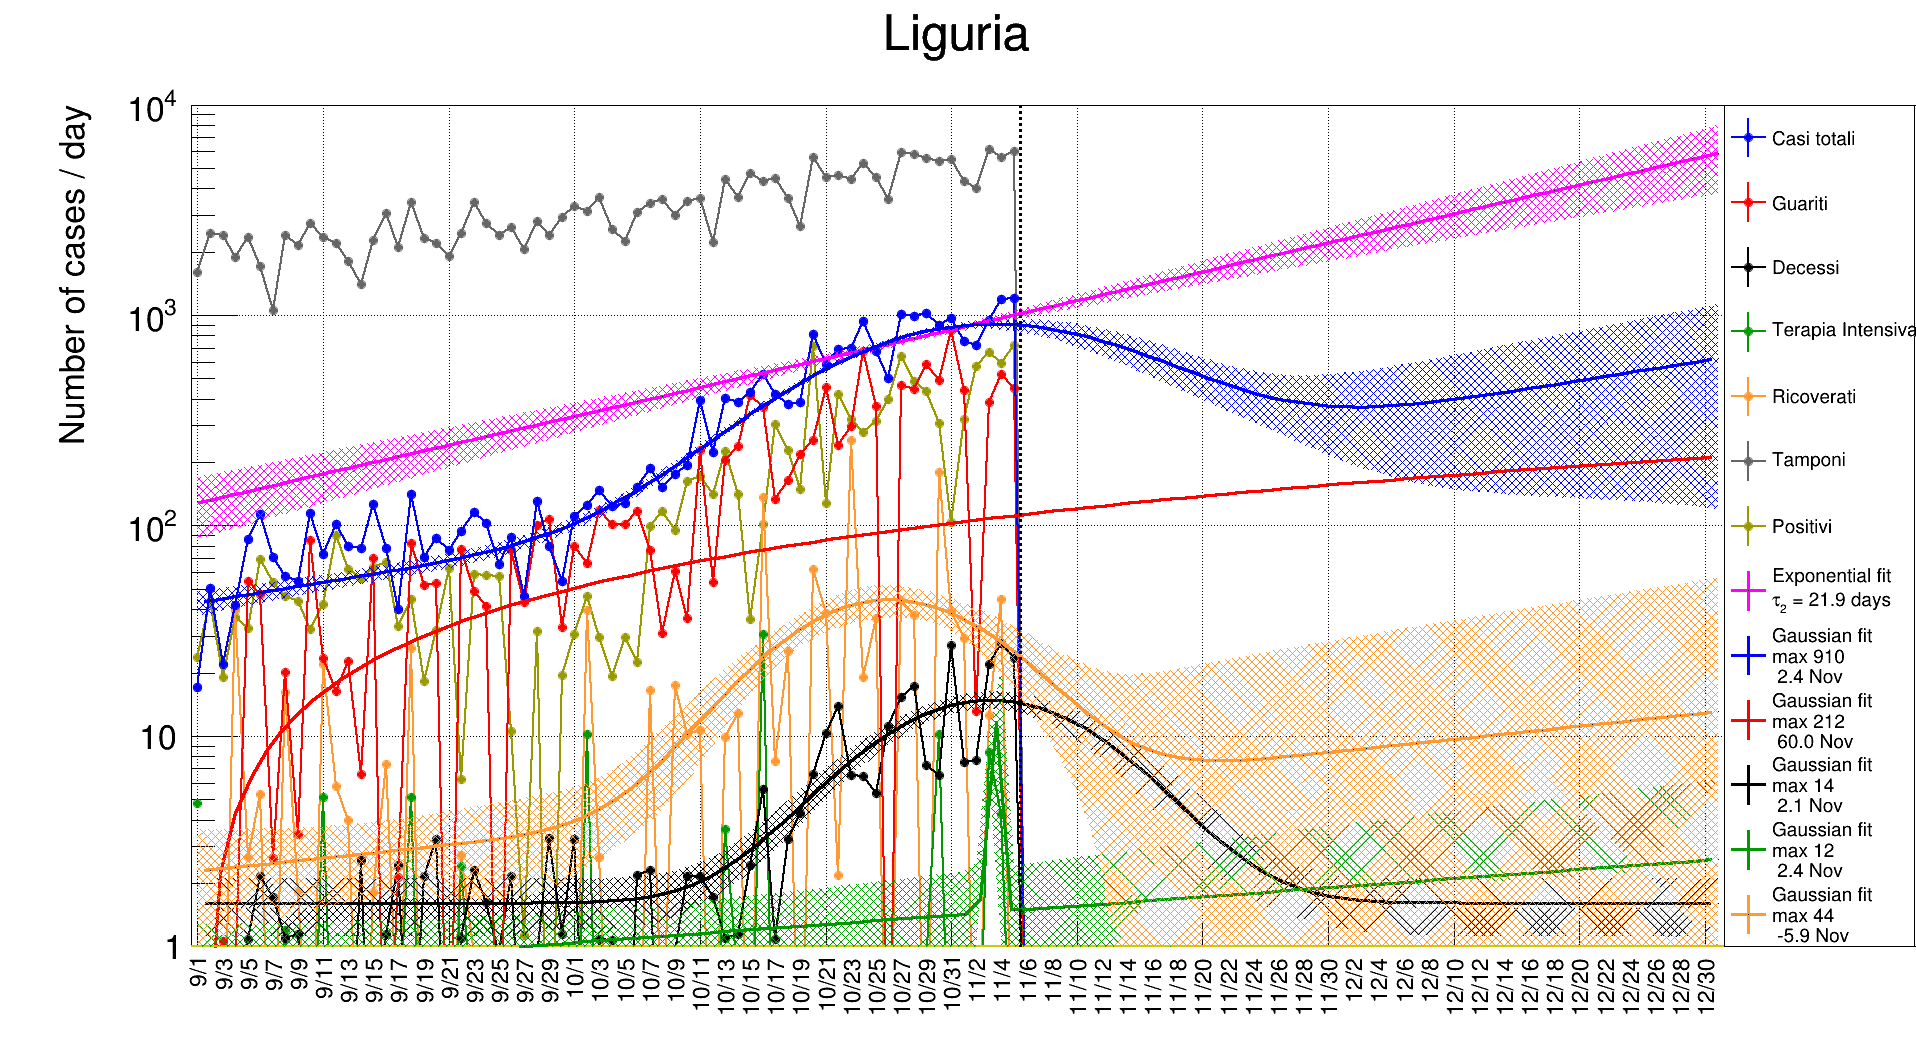 Liguria
Number of cases / day
10^4
10^3
10^2
10
1
9/1
9/3
9/5
9/7
9/9
9/11
9/13
9/15
9/17
9/19
9/21
9/23
9/25
9/27
9/29
10/1
10/3
10/5
10/7
10/9
10/11
10/13
10/15
10/17
10/19
10/21
10/23
10/25
10/27
10/29
10/31
11/2
11/4
11/6
11/8
11/10
11/12
11/14
11/16
11/18
11/20
11/22
11/24
11/26
11/28
11/30
12/2
12/4
12/6
12/8
12/10
12/12
12/14
12/16
12/18
12/20
12/22
12/24
12/26
12/28
12/30
Casi totali
Guariti
Decessi
Terapia Intensiva
Ricoverati
Tamponi
Positivi
Exponential fit
τ2 = 21.9 days
Gaussian fit
max 910
2.4 Nov
Gaussian fit
max 212
60.0 Nov
Gaussian fit
max 14
2.1 Nov
Gaussian fit
max 12
2.4 Nov
Gaussian fit
max 44
-5.9 Nov